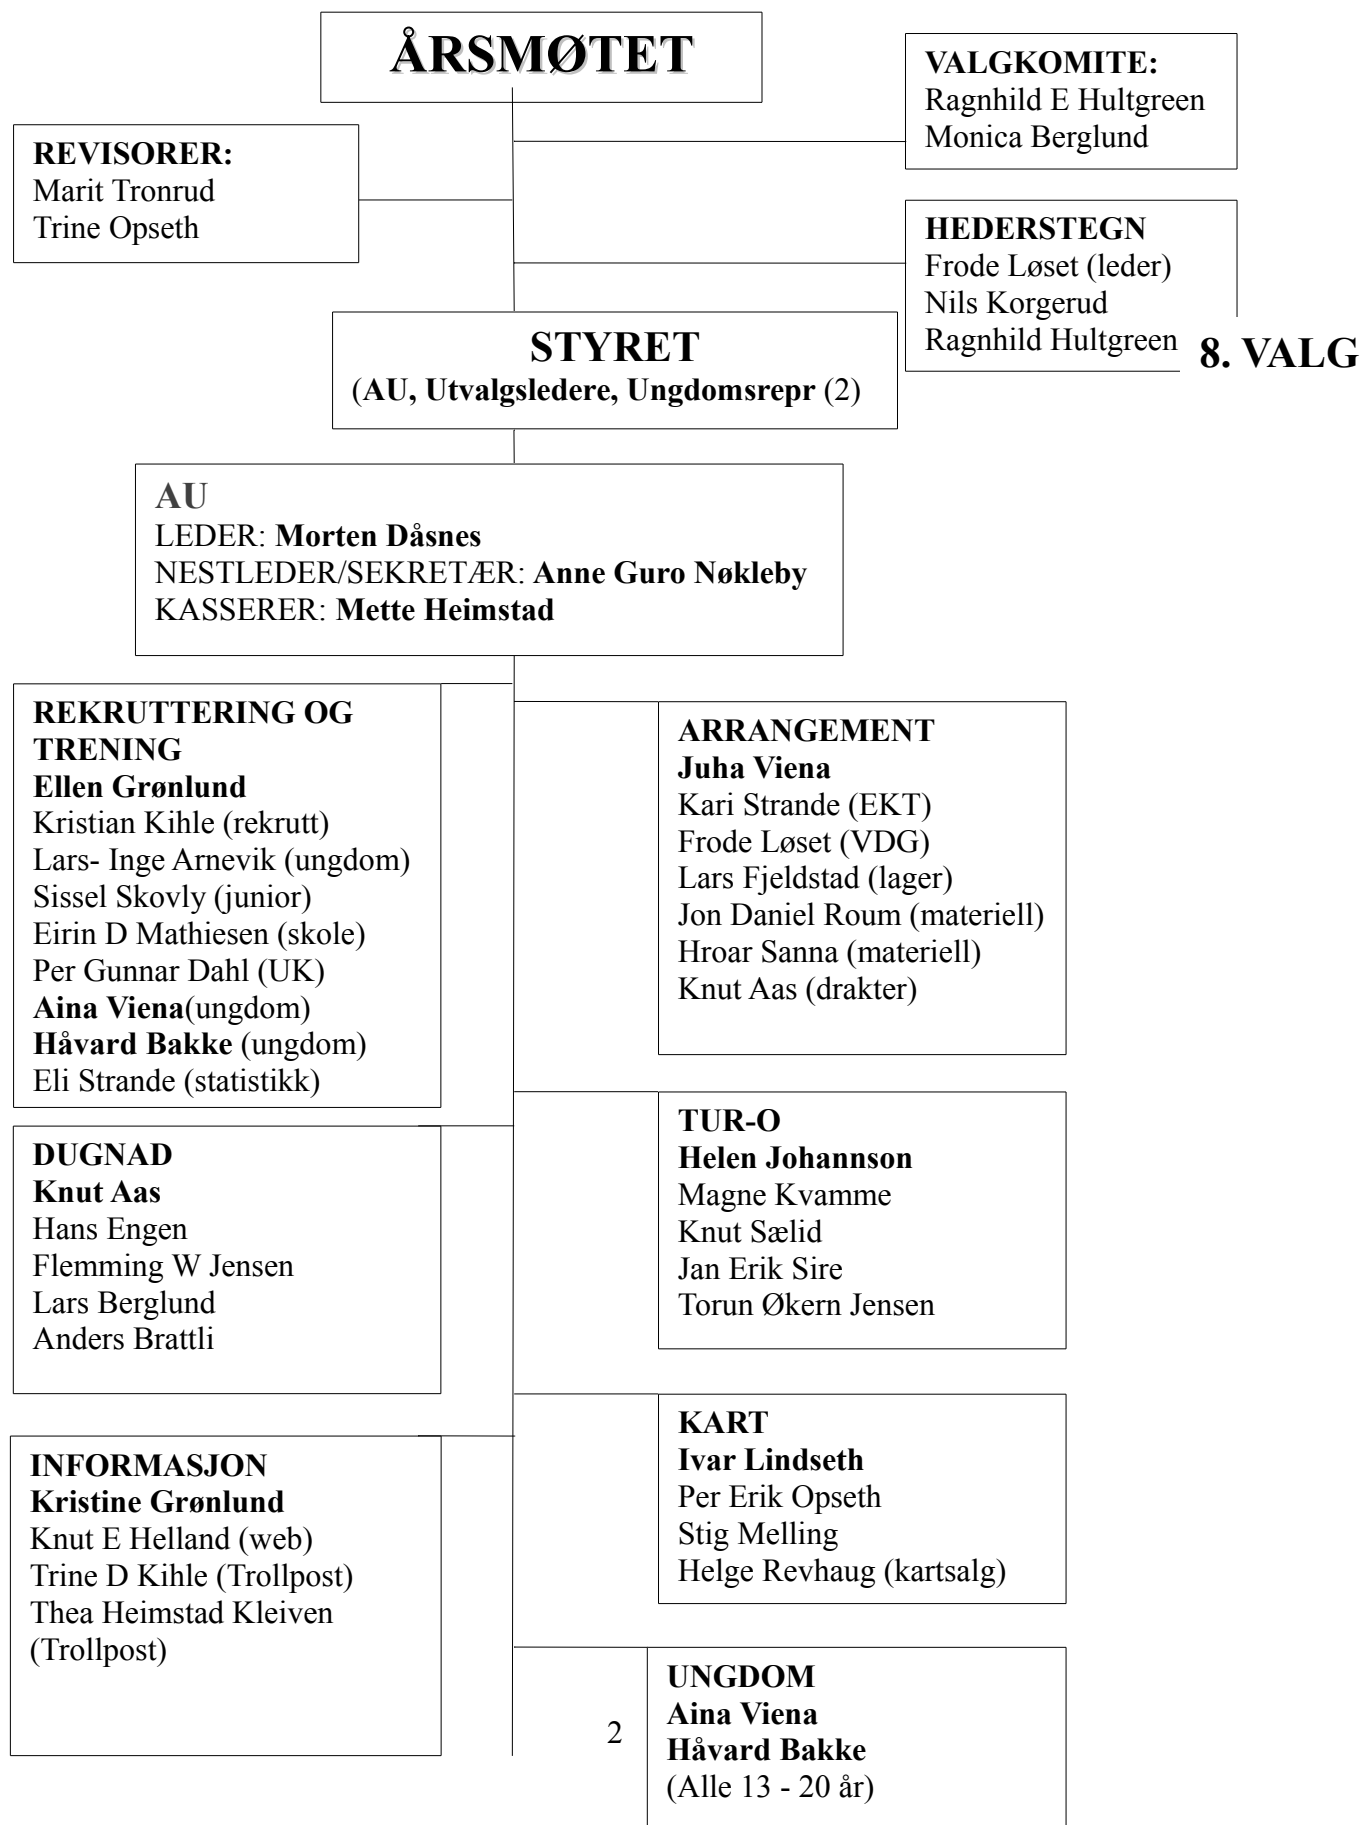 ÅRSMØTET
VALGKOMITE:
Ragnhild E Hultgreen
Monica Berglund
REVISORER:
Marit Tronrud
Trine Opseth
HEDERSTEGN
Frode Løset (leder)
Nils Korgerud
Ragnhild Hultgreen
8. VALG
STYRET
(AU, Utvalgsledere, Ungdomsrepr (2)
AU
LEDER: Morten Dåsnes
NESTLEDER/SEKRETÆR: Anne Guro Nøkleby
KASSERER: Mette Heimstad
REKRUTTERING OG
TRENING
Ellen Grønlund
Kristian Kihle (rekrutt)
Lars- Inge Arnevik (ungdom)
Sissel Skovly (junior)
Eirin D Mathiesen (skole)
Per Gunnar Dahl (UK)
Aina Viena(ungdom)
Håvard Bakke (ungdom)
Eli Strande (statistikk)
ARRANGEMENT
Juha Viena
Kari Strande (EKT)
Frode Løset (VDG)
Lars Fjeldstad (lager)
Jon Daniel Roum (materiell)
Hroar Sanna (materiell)
Knut Aas (drakter)
DUGNAD
Knut Aas
Hans Engen
Flemming W Jensen
Lars Berglund
Anders Brattli
TUR-O
Helen Johannson
Magne Kvamme
Knut Sælid
Jan Erik Sire
Torun Økern Jensen
INFORMASJON
Kristine Grønlund
Knut E Helland (web)
Trine D Kihle (Trollpost)
Thea Heimstad Kleiven
(Trollpost)
KART
Ivar Lindseth
Per Erik Opseth
Stig Melling
Helge Revhaug (kartsalg)
UNGDOM
Aina Viena
Håvard Bakke
(Alle 13 - 20 år)
2